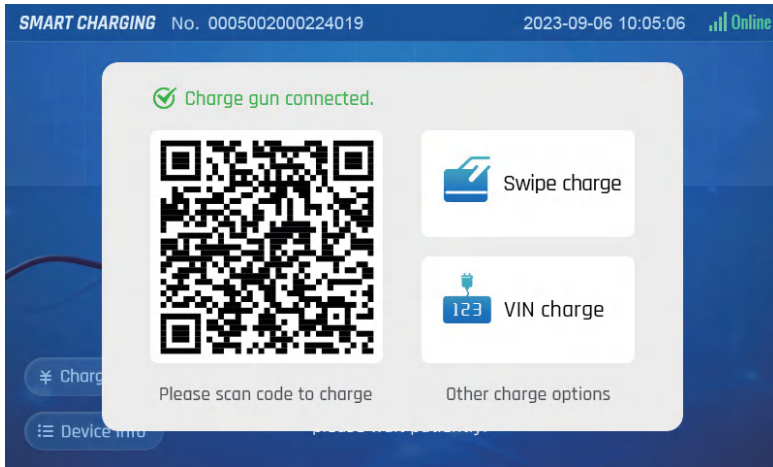 SMART CHARGING No. 0005002000224019 2023-09-06 10:05:06 Online
Charge gun connected.
Swipe charge
123 VIN charge
Please scan code to charge Other charge options
¥
Device